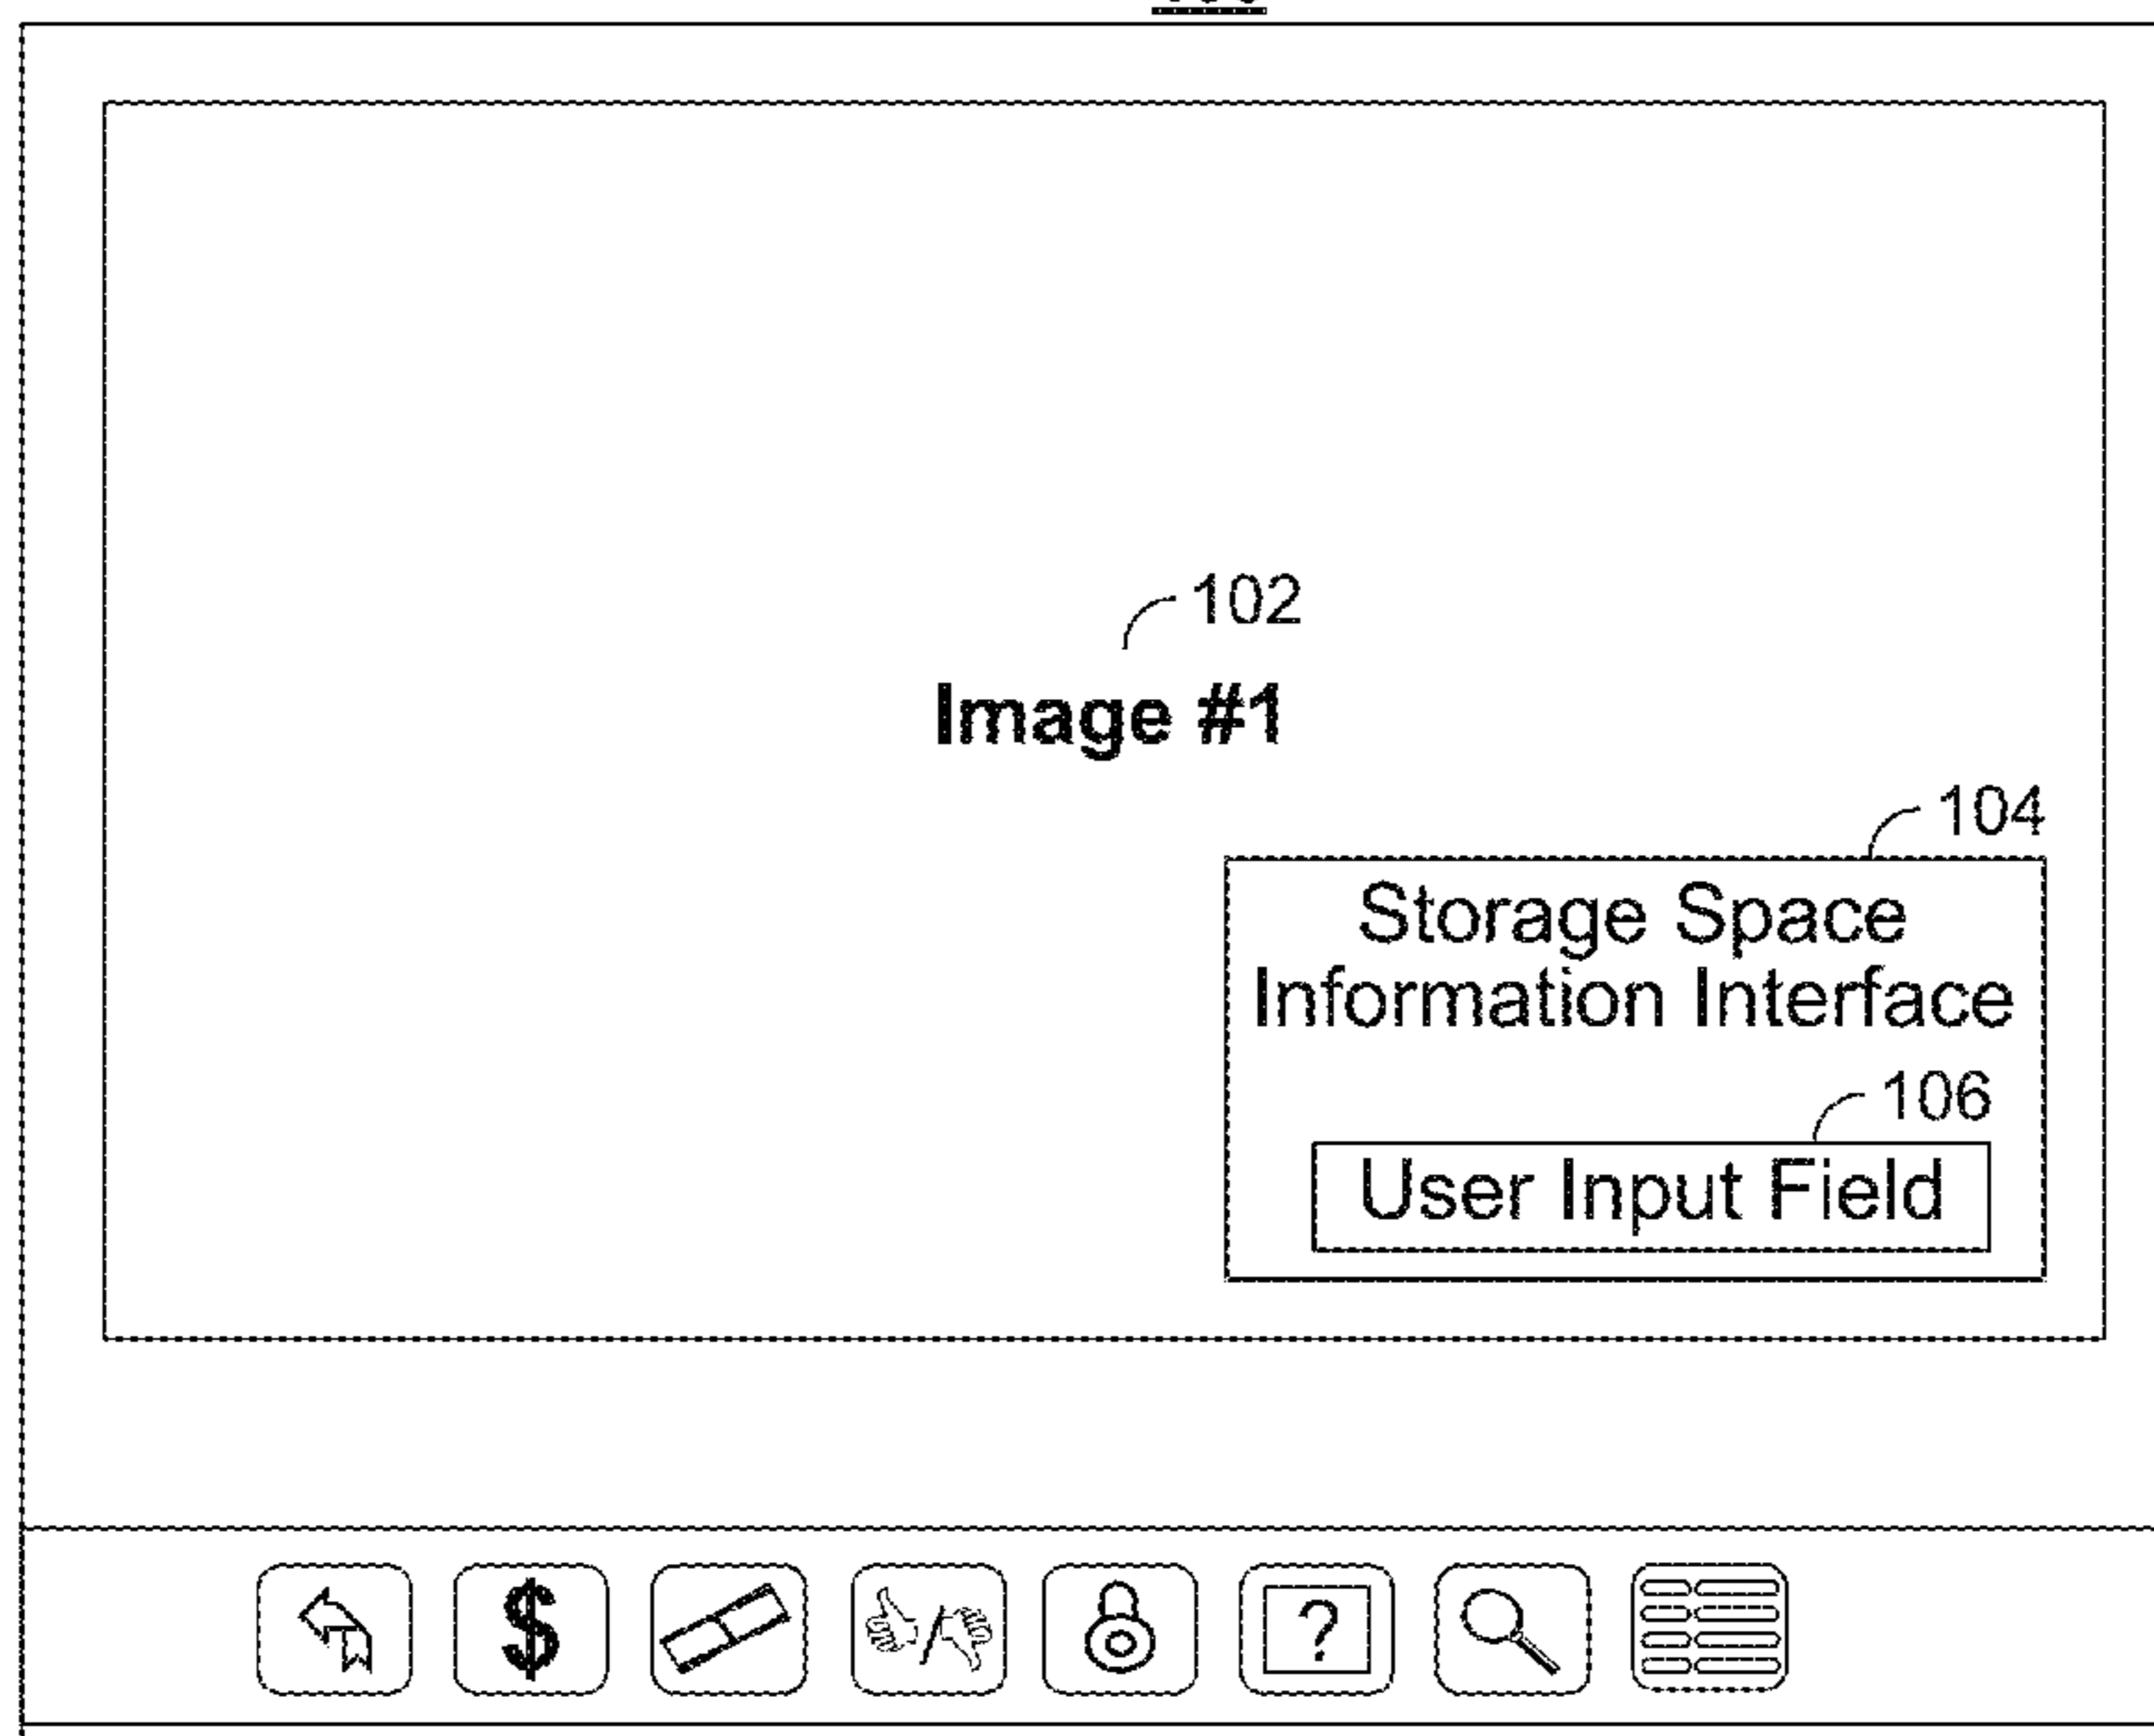 102
Image #1
104
Storage Space
Information Interface
106
User Input Field
$
?